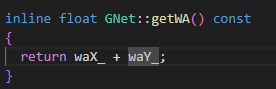 inline float GNet::getWA() const
{
  return waX_ + waY_;
}